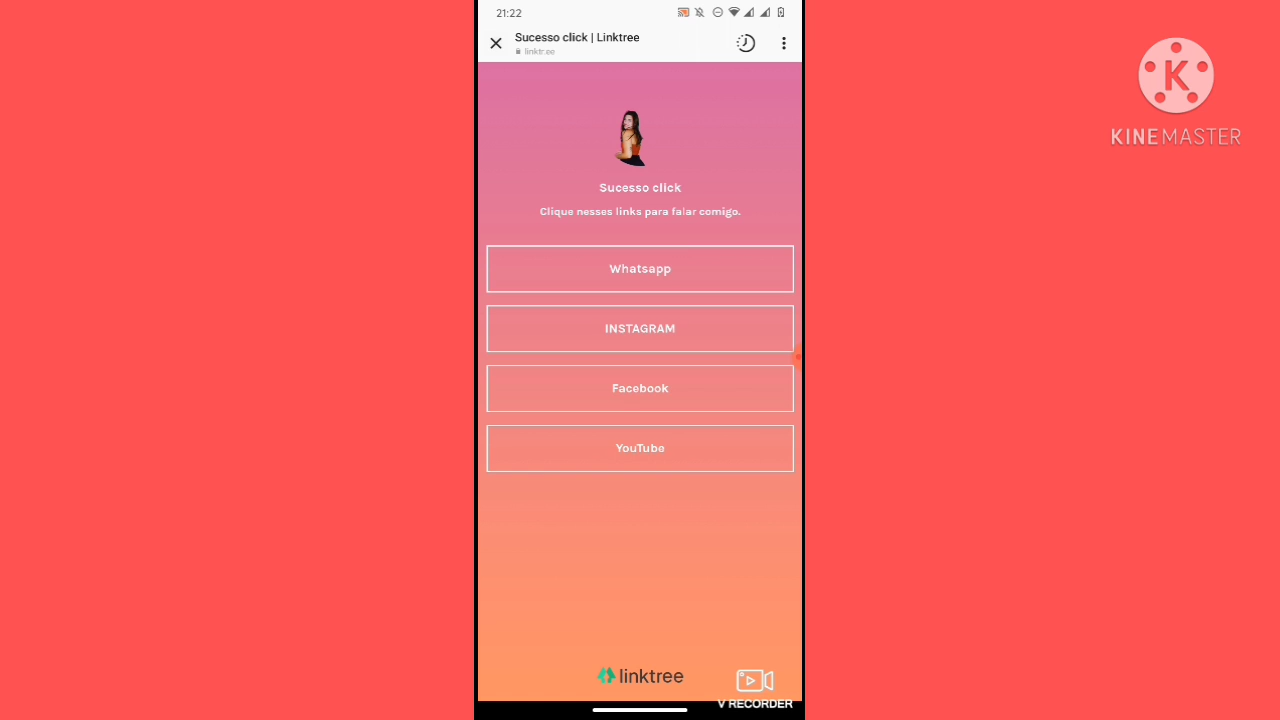 21:22
Sucesso click | Linktree
linktr.ee
KINEMASTER
Sucesso click
Clique nesses links para falar comigo.
Whatsapp
INSTAGRAM
Facebook
YouTube
linktree
V RECORDER